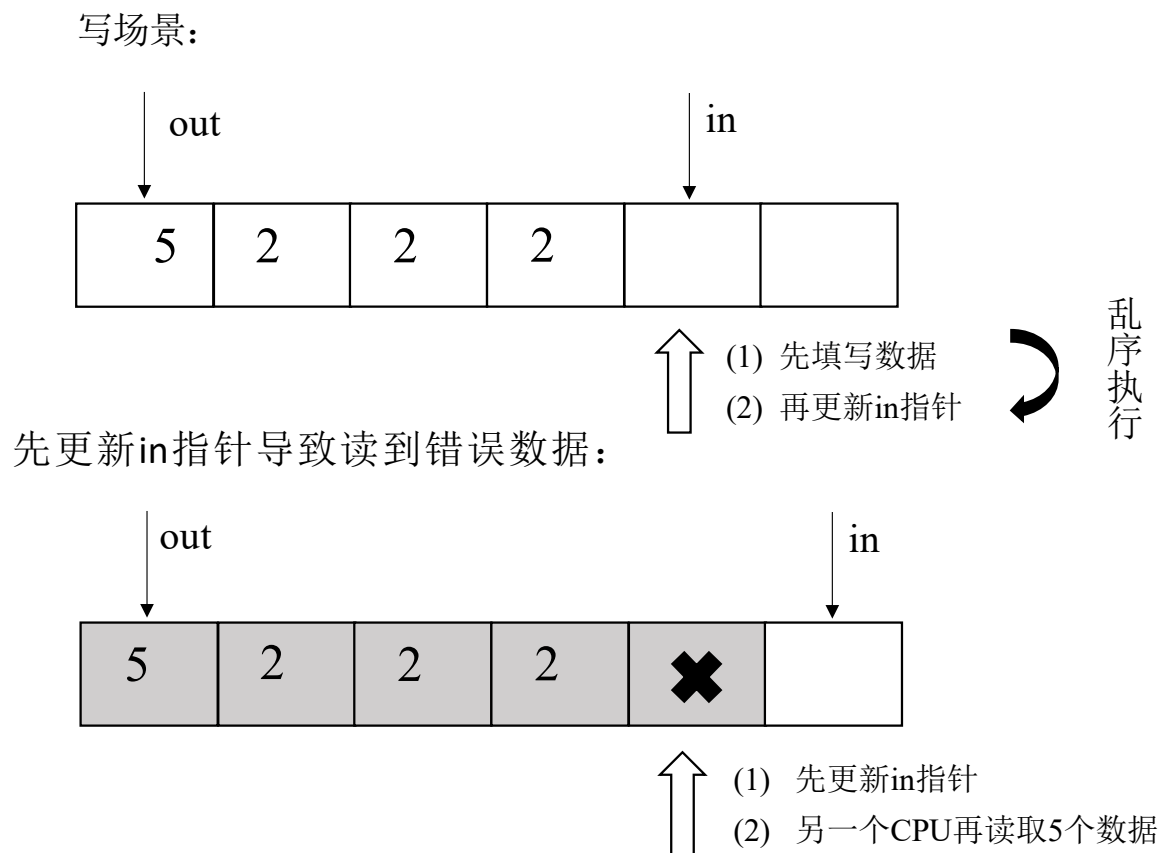 写场景：
out
in
5 2 2 2
(1) 先填写数据
(2) 再更新in指针
乱序执行
先更新in指针导致读到错误数据：
out
in
5 2 2 2
(1) 先更新in指针
(2) 另一个CPU再读取5个数据